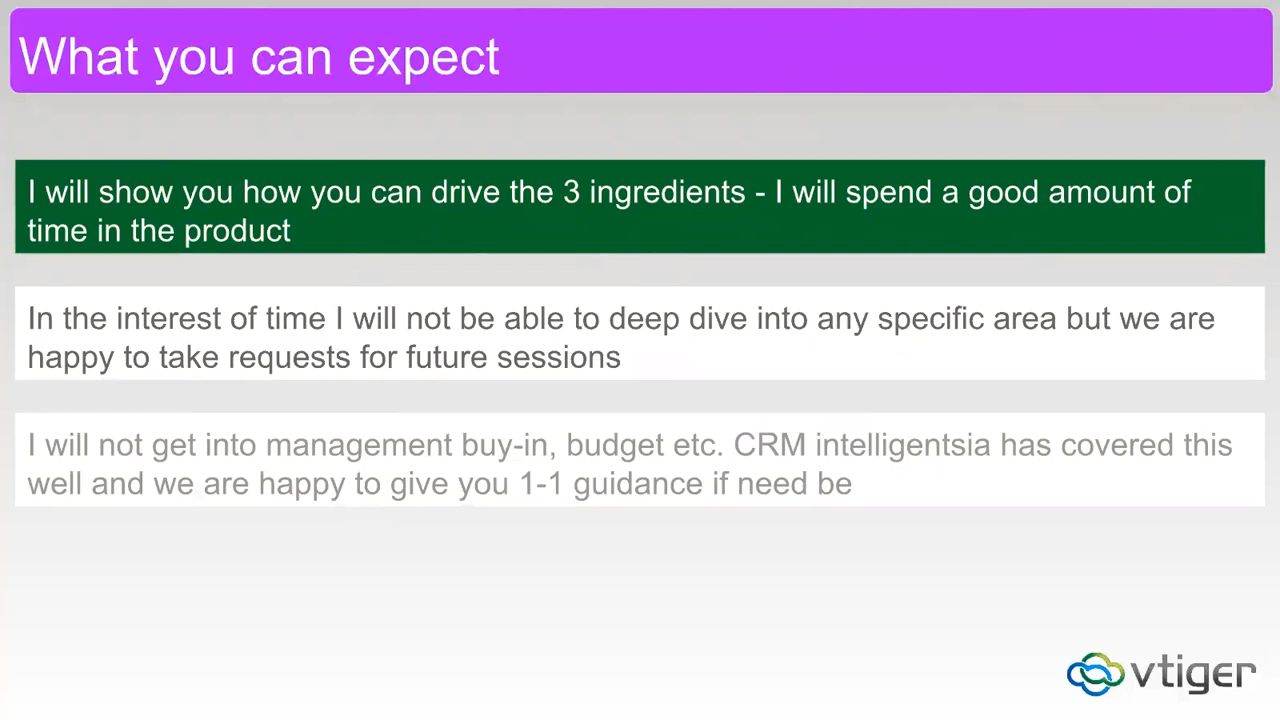 What you can expect
I will show you how you can drive the 3 ingredients - I will spend a good amount of
time in the product
In the interest of time I will not be able to deep dive into any specific area but we are
happy to take requests for future sessions
I will not get into management buy-in, budget etc. CRM intelligentsia has covered this
well and we are happy to give you 1-1 guidance if need be
vtiger